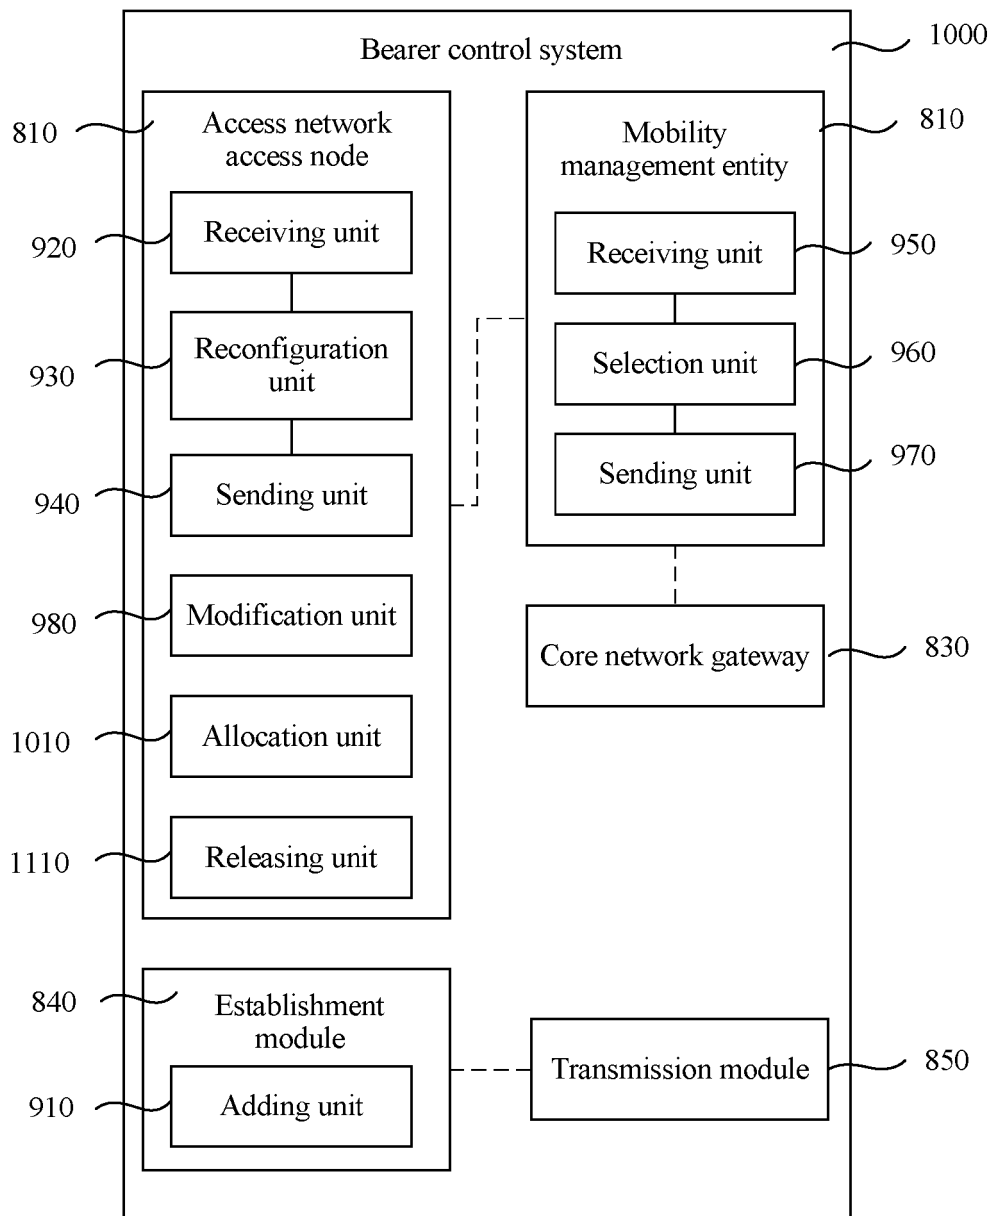 Bearer control system
1000
810
Access network
access node
920
Receiving unit
930
Reconfiguration
unit
940
Sending unit
980
Modification unit
1010
Allocation unit
1110
Releasing unit
Mobility
management entity
810
Receiving unit
950
Selection unit
960
Sending unit
970
Core network gateway
830
840
Establishment
module
910
Adding unit
Transmission module
850